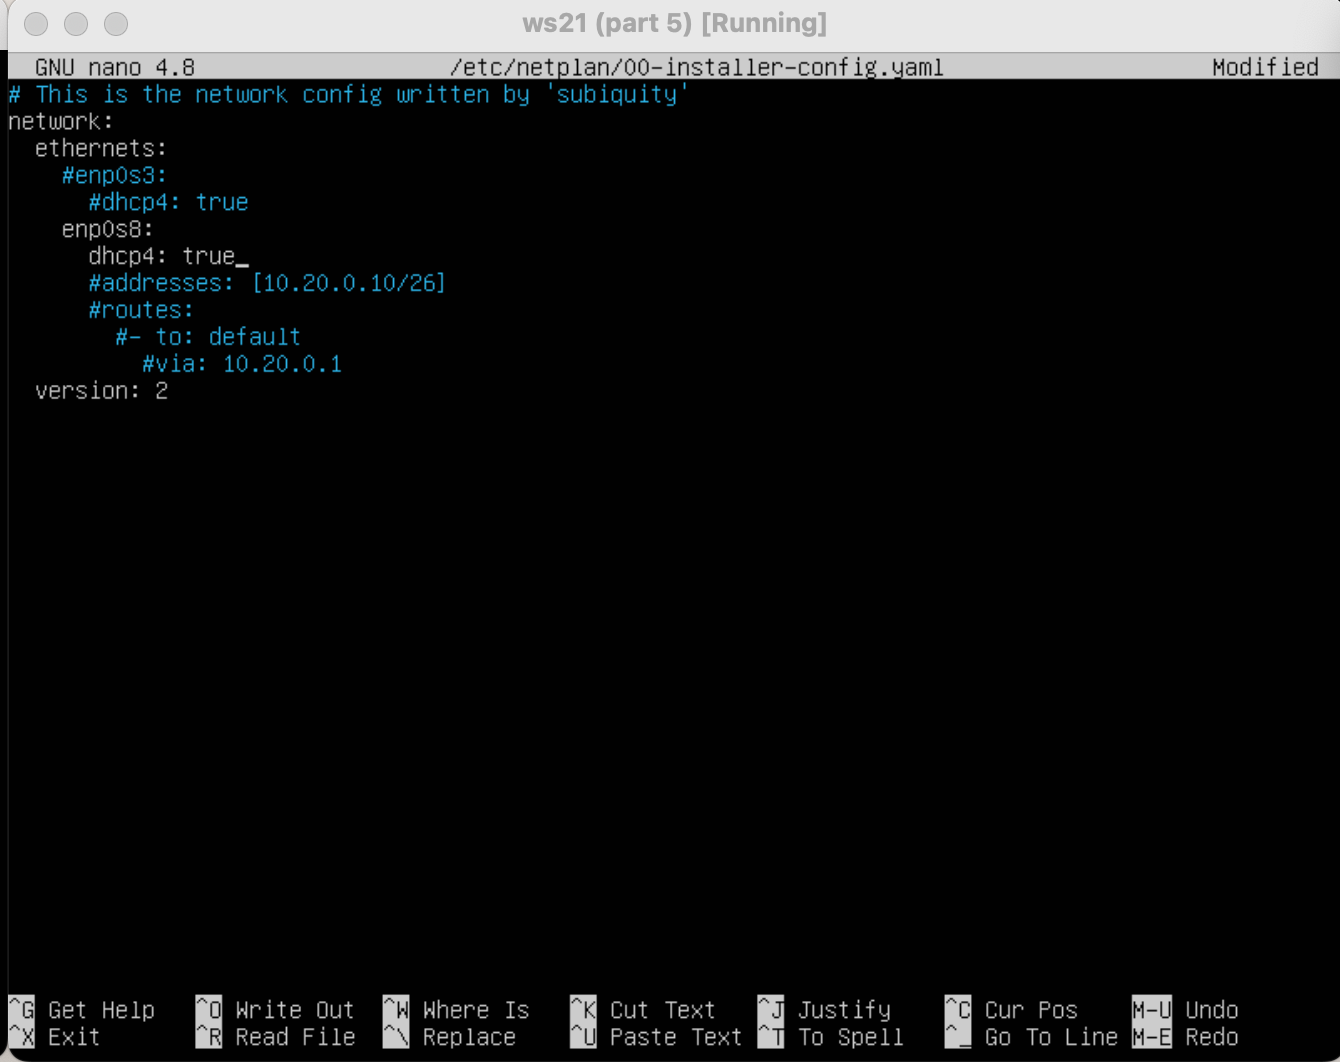 ws21 (part 5) [Running]
GNU nano 4.8 /etc/netplan/00-installer-config.yaml Modified
# This is the network config written by 'subiquity'
network:
  ethernets:
    #enp0s3:
      #dhcp4: true
    enp0s8:
      dhcp4: true_
      #addresses: [10.20.0.10/26]
      #routes:
        #- to: default
          #via: 10.20.0.1
  version: 2
^G Get Help ^O Write Out ^W Where Is ^K Cut Text ^J Justify ^C Cur Pos M-U Undo
^X Exit ^R Read File ^\ Replace ^U Paste Text ^T To Spell ^_ Go To Line M-E Redo